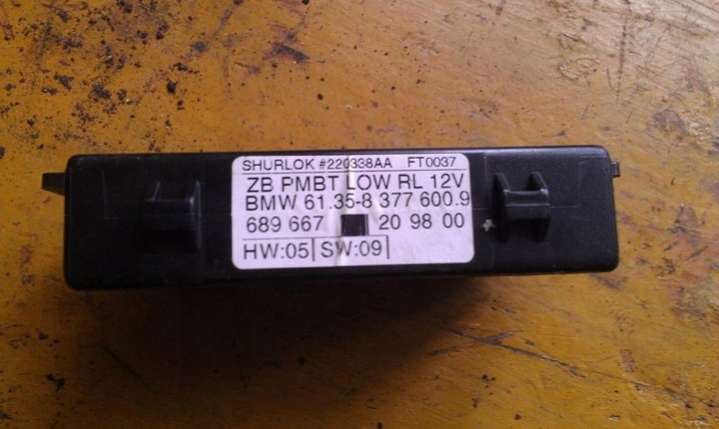 SHURLOK #220338AA FT0037
ZB PMBT LOW RL 12V
BMW 61.35-8 377 600.9
689 667 20 98 00
HW:05 SW:09